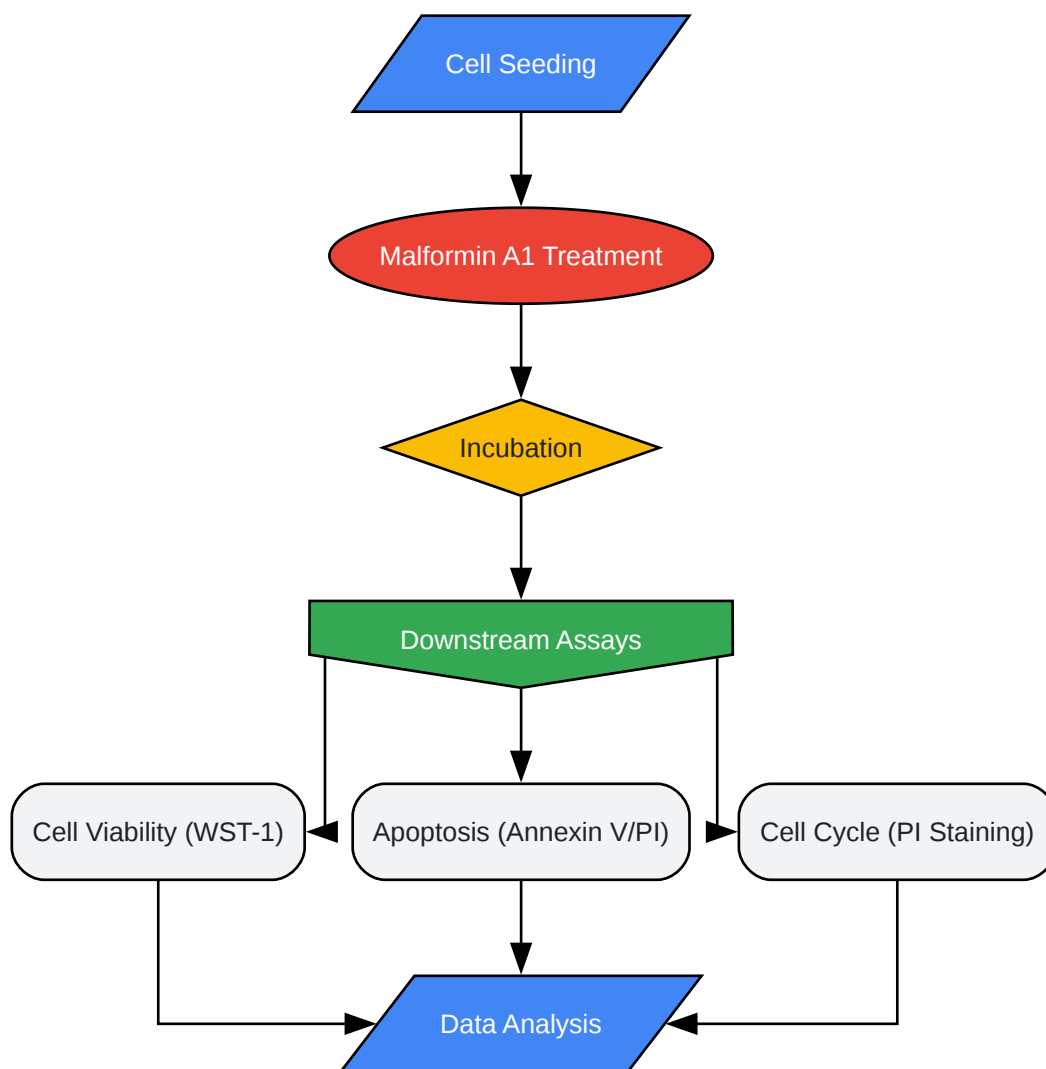 Cell Seeding
Malformin A1 Treatment
Incubation
Downstream Assays
Cell Viability (WST-1)
Apoptosis (Annexin V/PI)
Cell Cycle (PI Staining)
Data Analysis